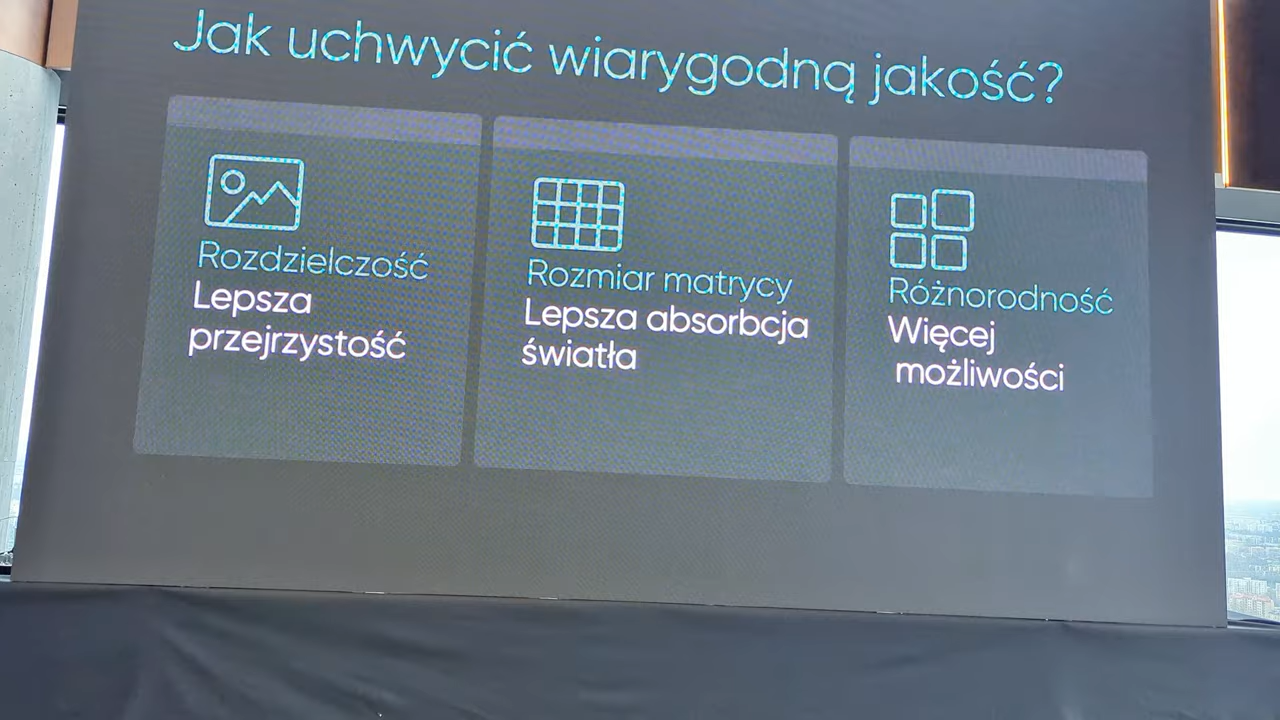 Jak uchwycić wiarygodną jakość?
Rozdzielczość
Lepsza
przejrzystość
Rozmiar matrycy
Lepsza absorbcja
światła
Różnorodność
Więcej
możliwości